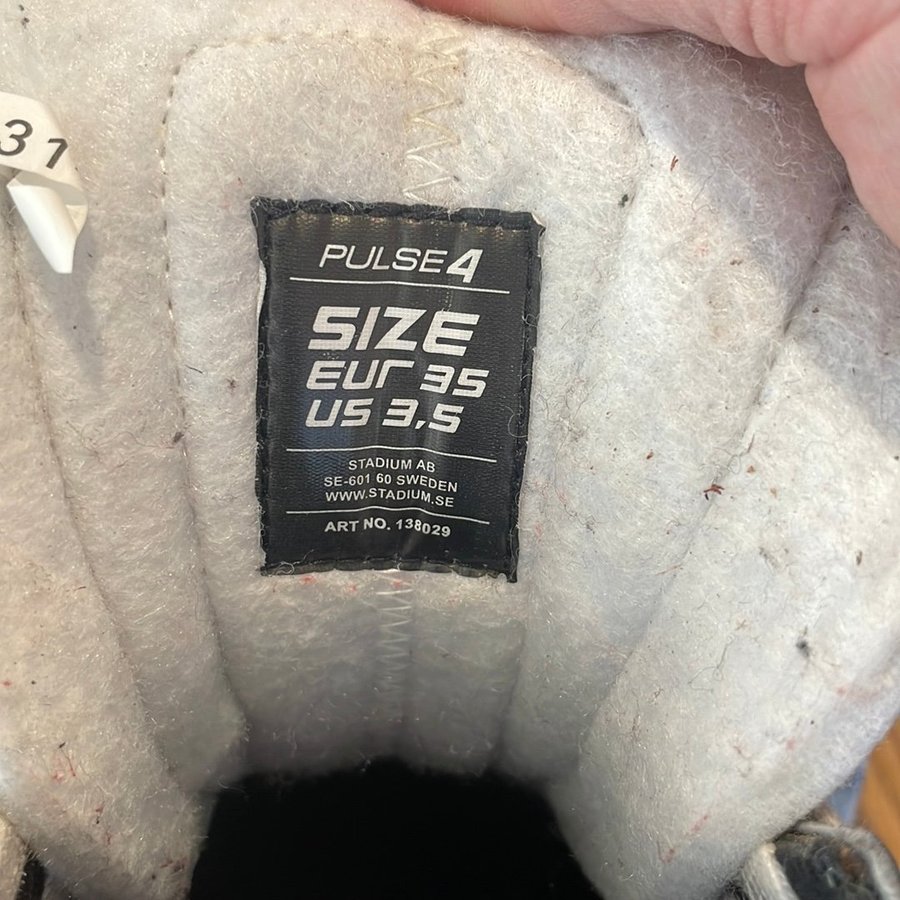 31
PULSE4
SIZE
EUR 35
US 3,5
STADIUM AB
SE-601 60 SWEDEN
WWW.STADIUM.SE
ART NO. 138029